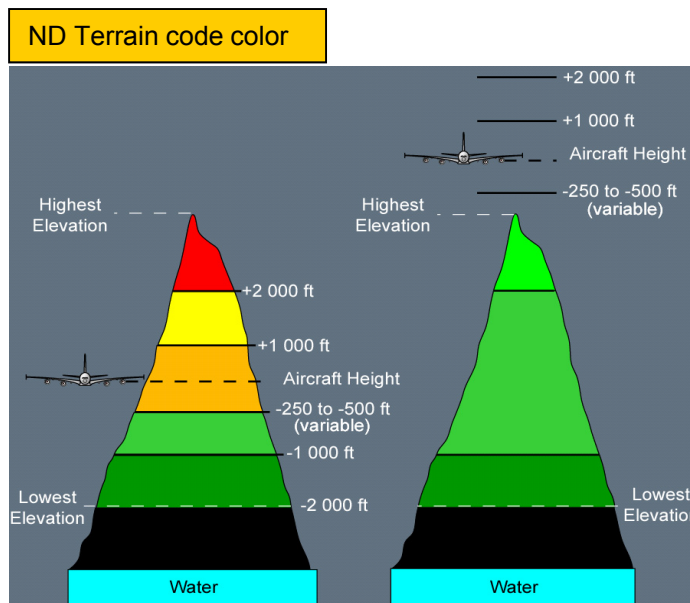 ND Terrain code color
+2 000 ft
+1 000 ft
Aircraft Height
-250 to -500 ft
(variable)
Highest
Elevation
Highest
Elevation
+2 000 ft
+1 000 ft
Aircraft Height
-250 to -500 ft
(variable)
-1 000 ft
Lowest
Elevation
-2 000 ft
Lowest
Elevation
Water
Water